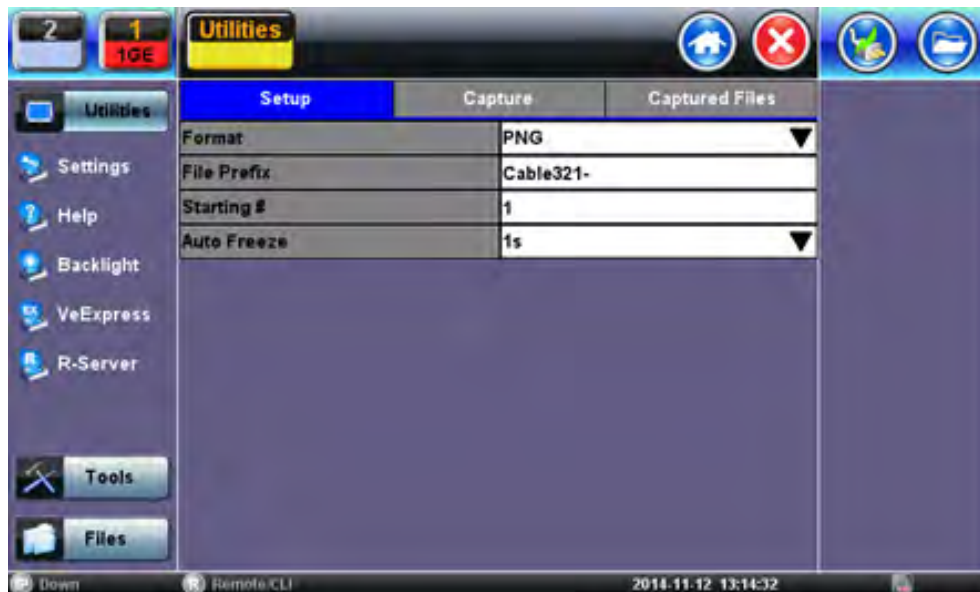 2
1
1GE
Utilities
Utilities
Settings
Help
Backlight
VeExpress
R-Server
Tools
Files
Setup
Capture
Captured Files
Format
PNG
File Prefix
Cable321-
Starting #
1
Auto Freeze
1s
IP
Down
R
Remote/CLI
2014-11-12 13:14:32